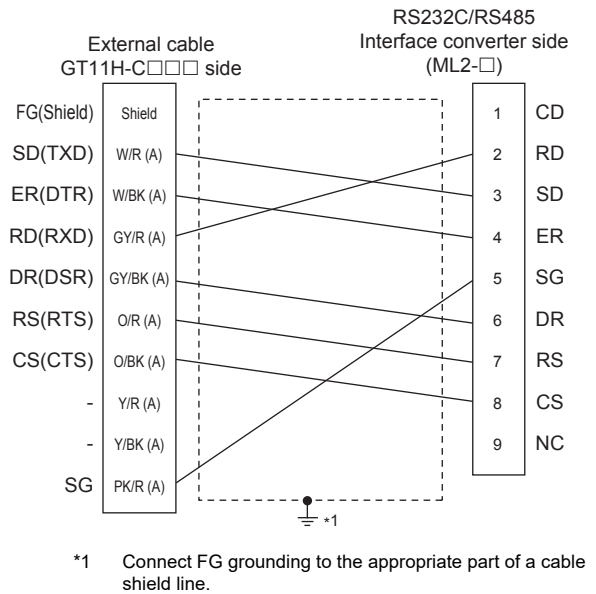 RS232C/RS485
External cable Interface converter side
GT11H-C□□□ side (ML2-□)
FG(Shield) Shield 1 CD
SD(TXD) W/R (A) 2 RD
ER(DTR) W/BK (A) 3 SD
RD(RXD) GY/R (A) 4 ER
DR(DSR) GY/BK (A) 5 SG
RS(RTS) O/R (A) 6 DR
CS(CTS) O/BK (A) 7 RS
- Y/R (A) 8 CS
- Y/BK (A) 9 NC
SG PK/R (A)
*1
*1 Connect FG grounding to the appropriate part of a cable
shield line.